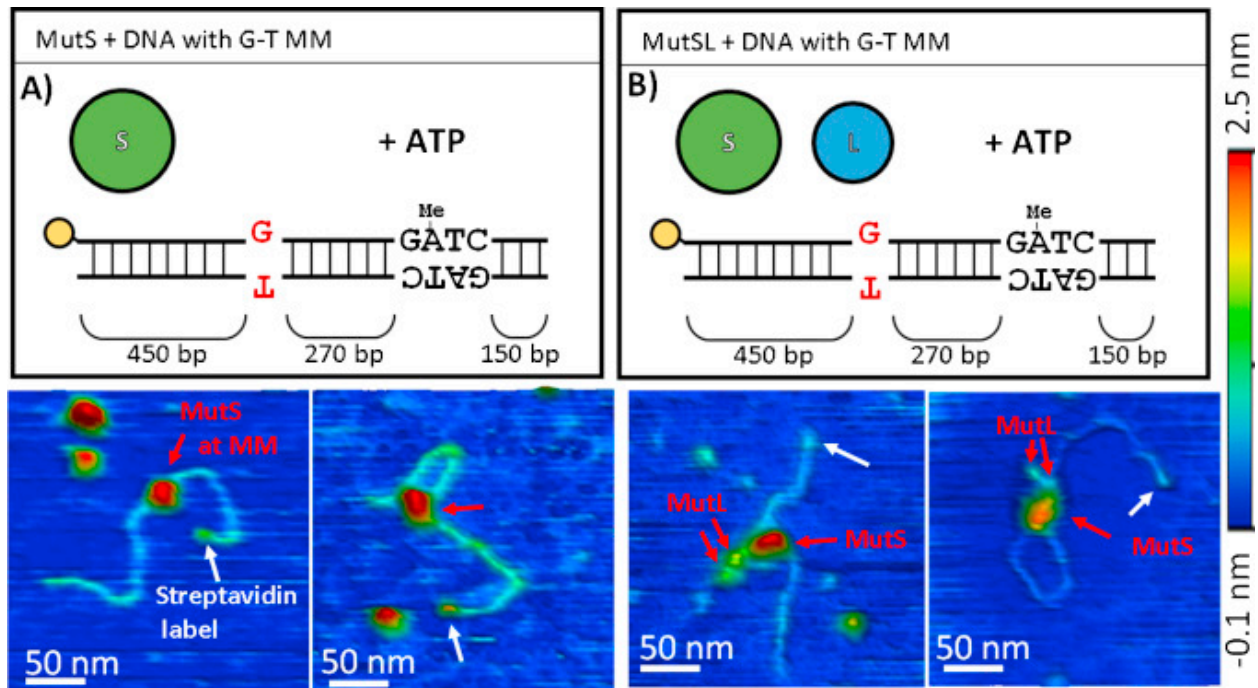 MutS + DNA with G-T MM
A)
S
+ ATP
Me
G
GATC
T
GATC
450 bp
270 bp
150 bp
MutSL + DNA with G-T MM
B)
S
L
+ ATP
Me
G
GATC
T
GATC
450 bp
270 bp
150 bp
2.5 nm
-0.1 nm
MutS
at MM
Streptavidin
label
50 nm
50 nm
MutL
MutS
50 nm
MutL
MutS
50 nm